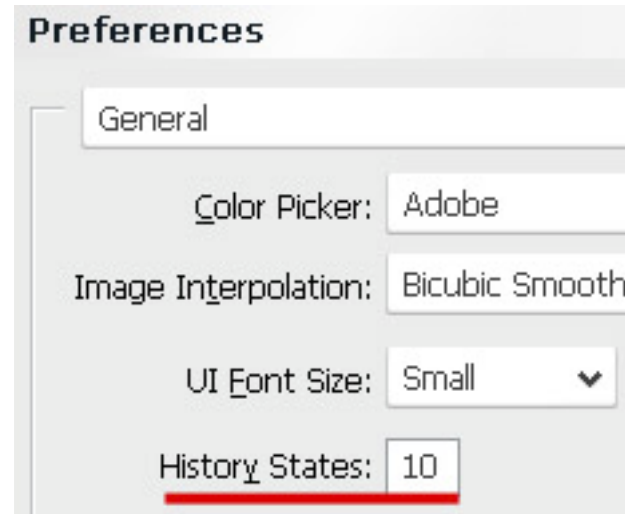 Preferences
General
Color Picker: Adobe
Image Interpolation: Bicubic Smooth
UI Font Size: Small
History States: 10